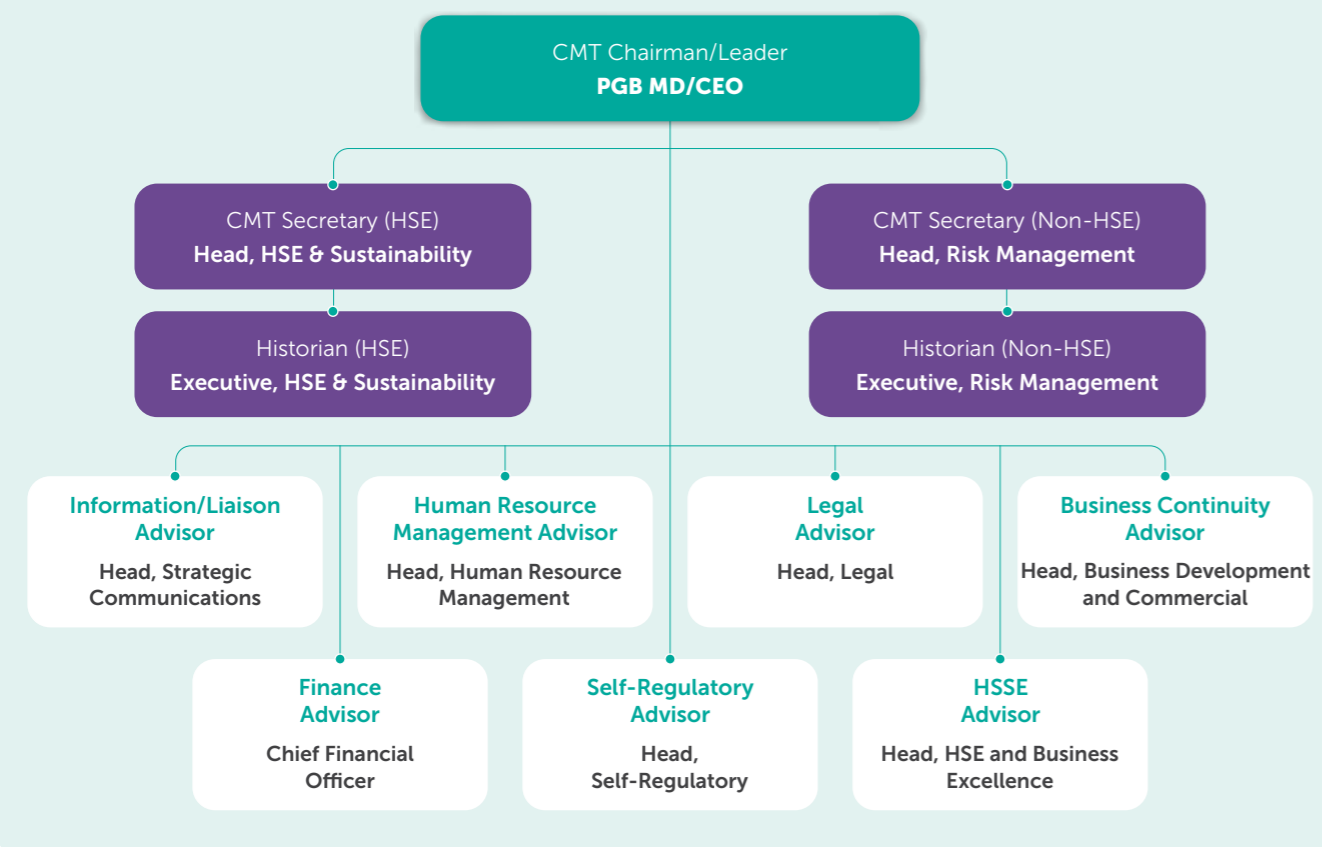 CMT Chairman/Leader
PGB MD/CEO
CMT Secretary (HSE)
Head, HSE & Sustainability
CMT Secretary (Non-HSE)
Head, Risk Management
Historian (HSE)
Executive, HSE & Sustainability
Historian (Non-HSE)
Executive, Risk Management
Information/Liaison
Advisor
Head, Strategic
Communications
Human Resource
Management Advisor
Head, Human Resource
Management
Legal
Advisor
Head, Legal
Business Continuity
Advisor
Head, Business Development
and Commercial
Finance
Advisor
Chief Financial
Officer
Self-Regulatory
Advisor
Head,
Self-Regulatory
HSSE
Advisor
Head, HSE and Business
Excellence